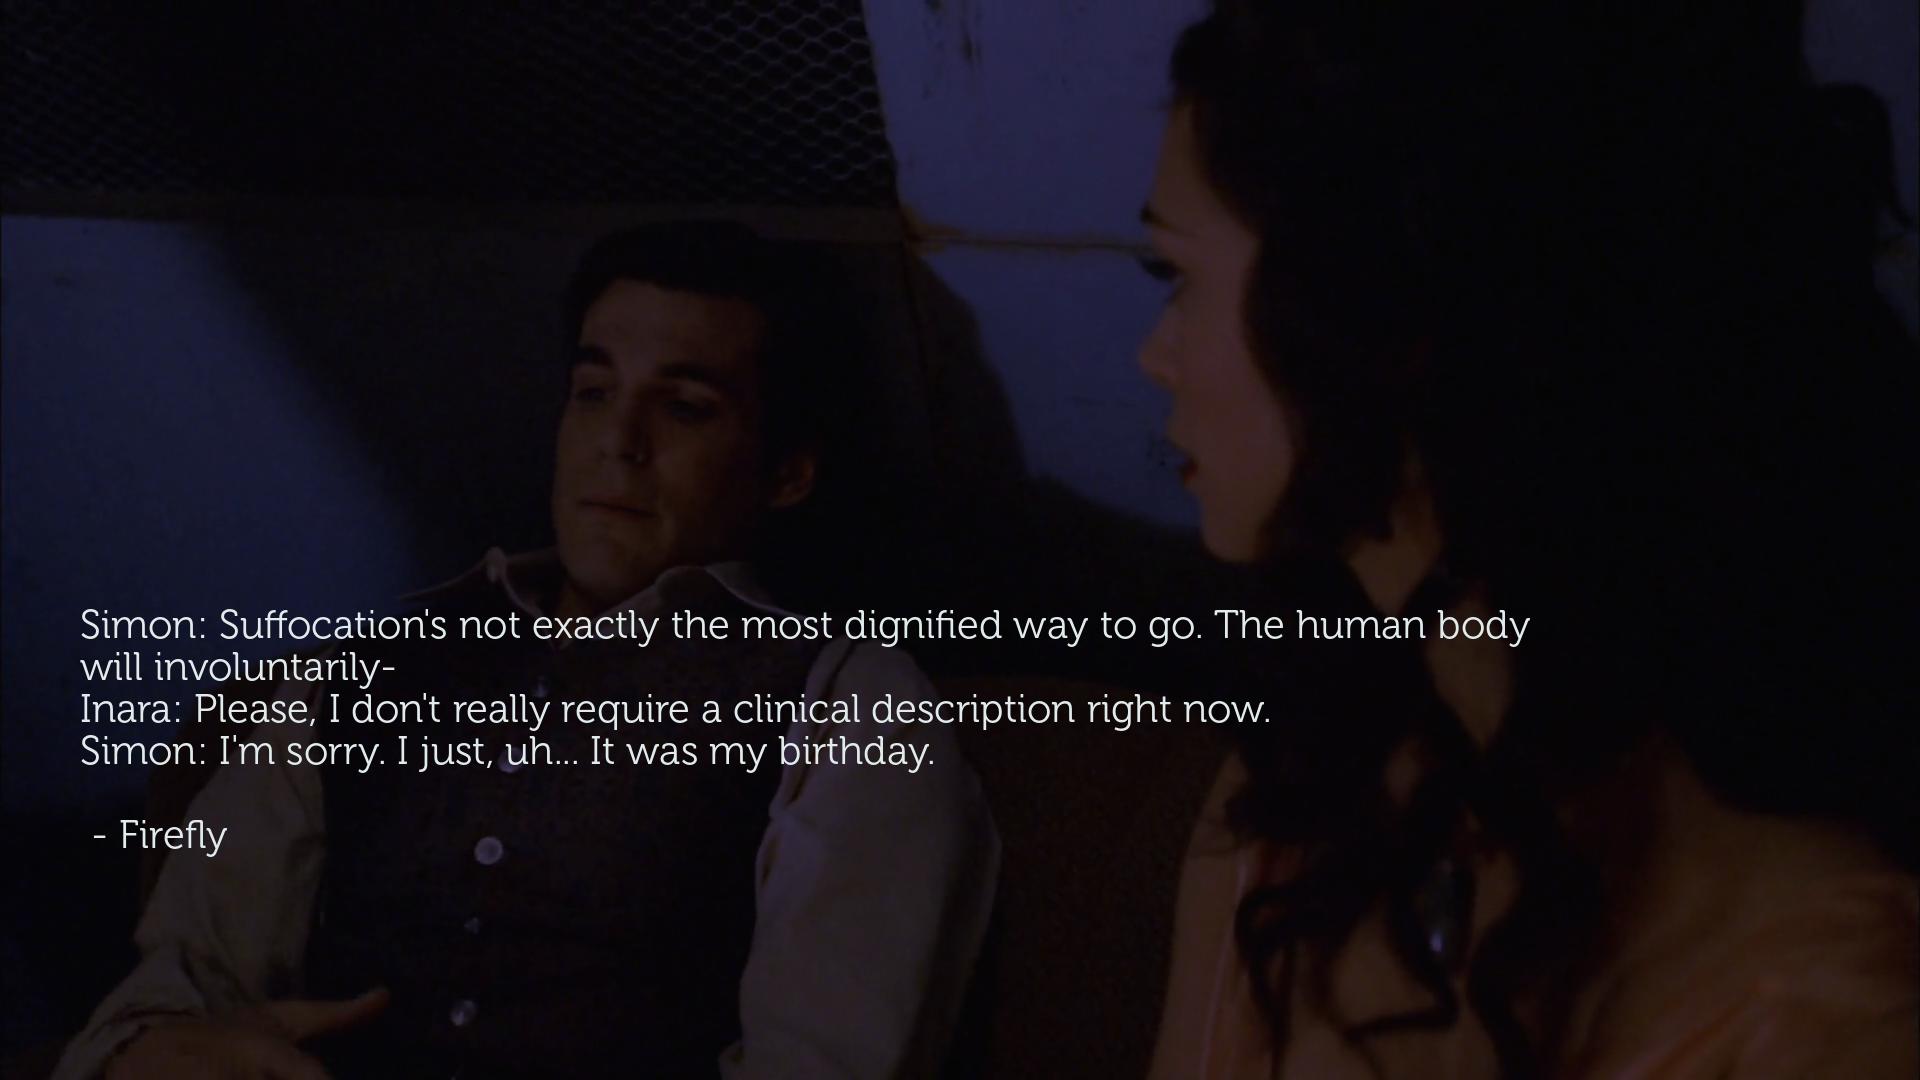 Simon: Suffocation's not exactly the most dignified way to go. The human body
will involuntarily-
Inara: Please, I don't really require a clinical description right now.
Simon: I'm sorry. I just, uh... It was my birthday.
- Firefly